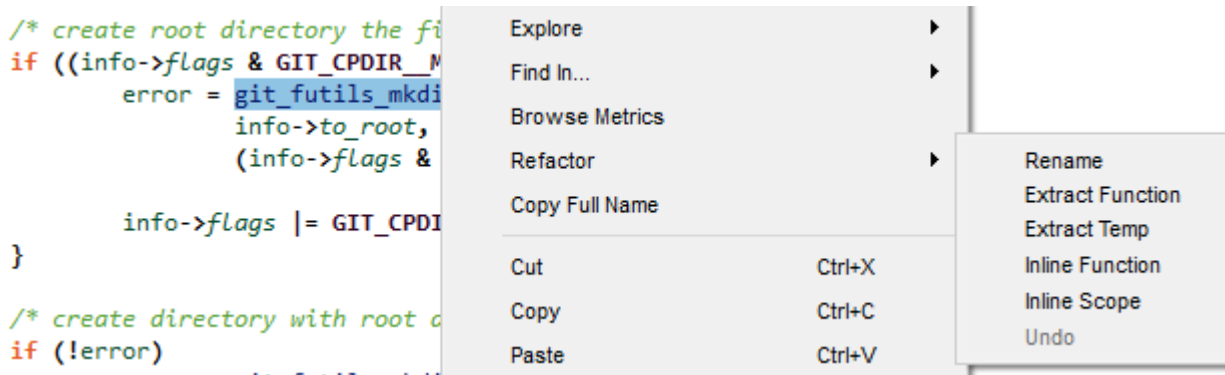 /* create root directory the fi
if ((info->flags & GIT_CPDIR__M
error = git_futils_mkdi
info->to_root,
(info->flags &
info->flags |= GIT_CPDI
}
/* create directory with root
if (!error)
Explore
Find In...
Browse Metrics
Refactor
Copy Full Name
Cut Ctrl+X
Copy Ctrl+C
Paste Ctrl+V
Rename
Extract Function
Extract Temp
Inline Function
Inline Scope
Undo